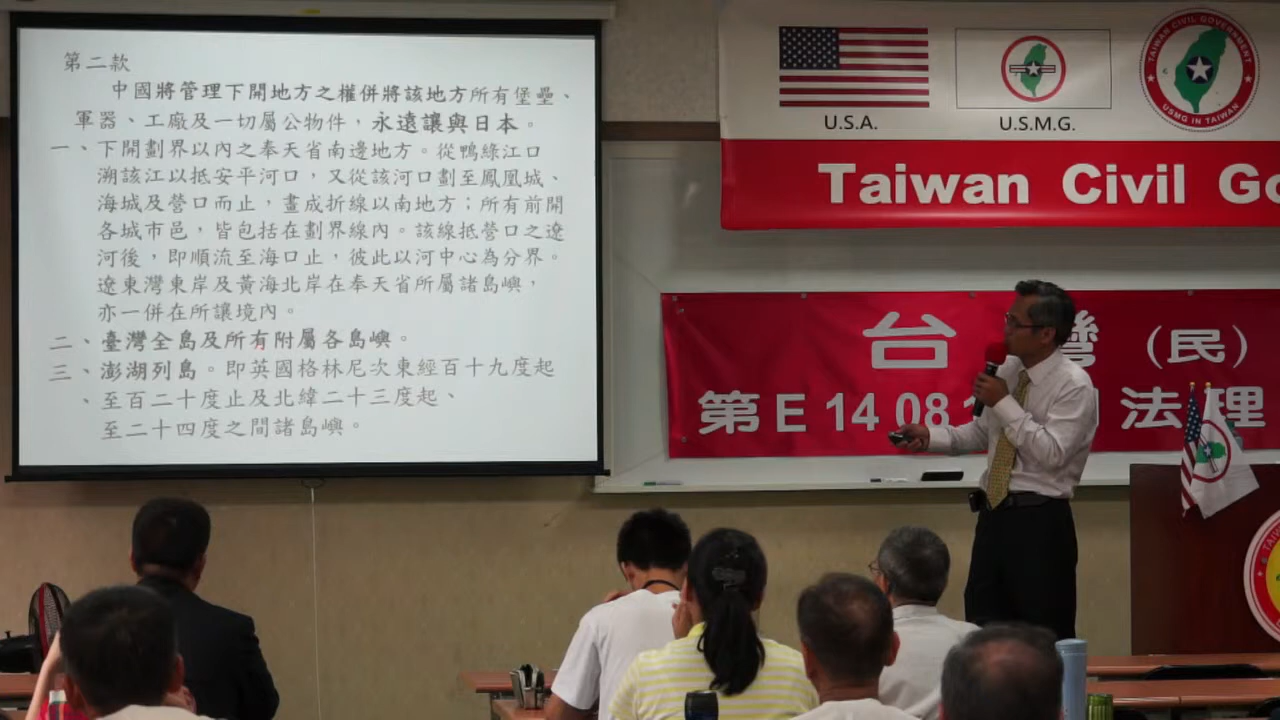 第二款
中國將管理下開地方之權併將該地方所有堡壘、
軍器、工廠及一切屬公物件，永遠讓與日本。
一、下開劃界以內之奉天省南邊地方。從鴨綠江口
溯該江以抵安平河口，又從該河口劃至鳳凰城、
海城及營口而止，畫成折線以南地方；所有前開
各城市邑，皆包括在劃界線內。該線抵營口之遼
河後，即順流至海口止，彼此以河中心為分界。
遼東灣東岸及黃海北岸在奉天省所屬諸島嶼，
亦一併在所讓境內。
二、臺灣全島及所有附屬各島嶼。
三、澎湖列島。即英國格林尼次東經百十九度起
、至百二十度止及北緯二十三度起、
至二十四度之間諸島嶼。
U.S.A.
U.S.M.G.
TAIWAN CIVIL GOVERNMENT
USMG IN TAIWAN
Taiwan Civil Go
台灣（民）
第E 14 08
法理